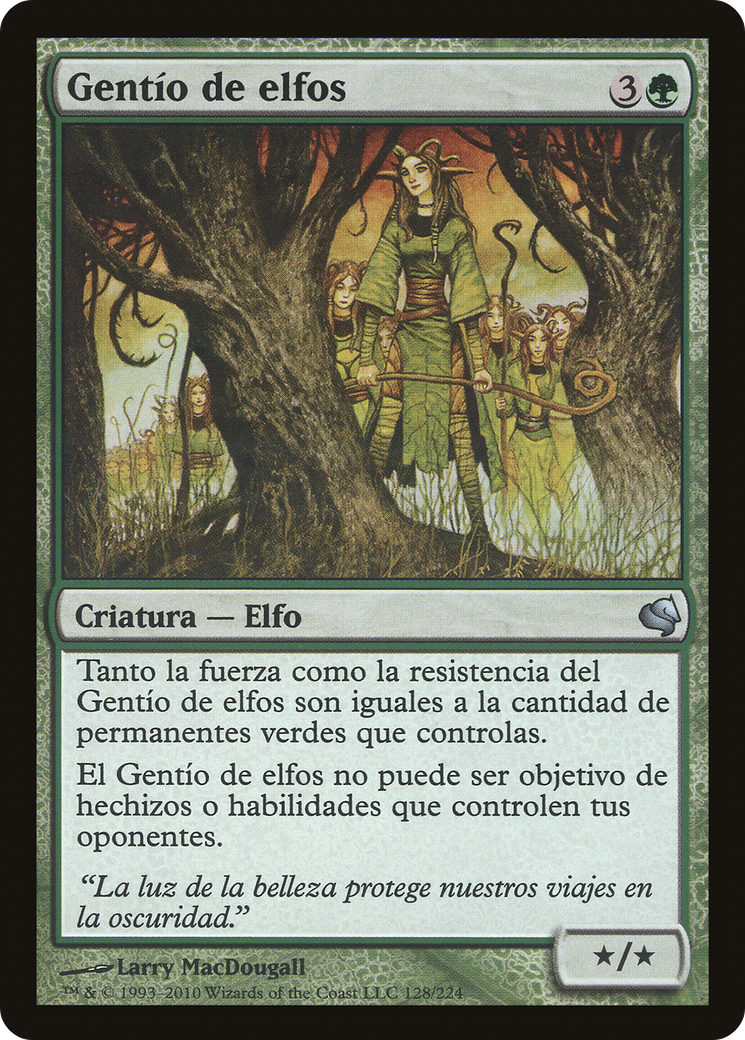 Gentío de elfos
3
Criatura — Elfo
Tanto la fuerza como la resistencia del
Gentío de elfos son iguales a la cantidad de
permanentes verdes que controlas.
El Gentío de elfos no puede ser objetivo de
hechizos o habilidades que controlen tus
oponentes.
“La luz de la belleza protege nuestros viajes en
la oscuridad.”
★/★
Larry MacDougall
™ & © 1993–2010 Wizards of the Coast LLC 128/224